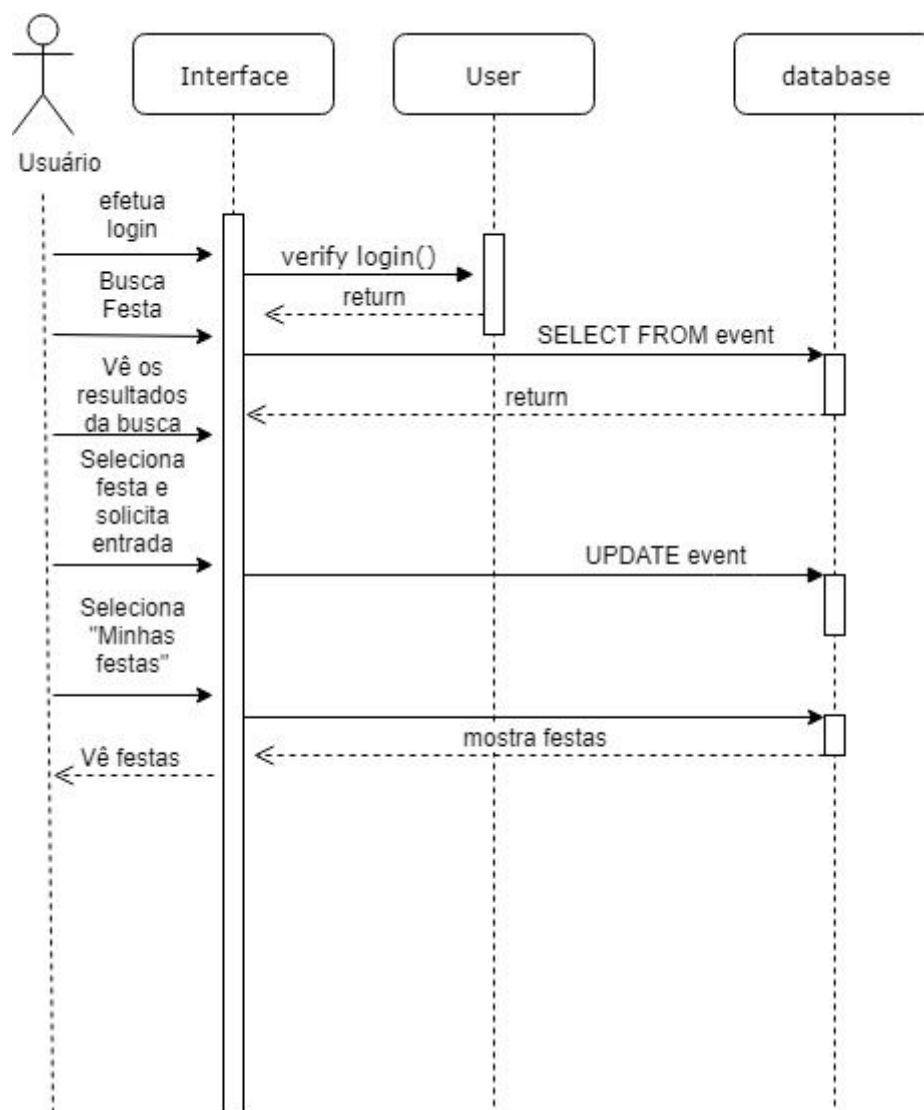 Interface
User
database
Usuário
efetua
login
verify login()
Busca
Festa
return
SELECT FROM event
Vê os
resultados
da busca
return
Seleciona
festa e
solicita
entrada
UPDATE event
Seleciona
"Minhas
festas"
mostra festas
Vê festas